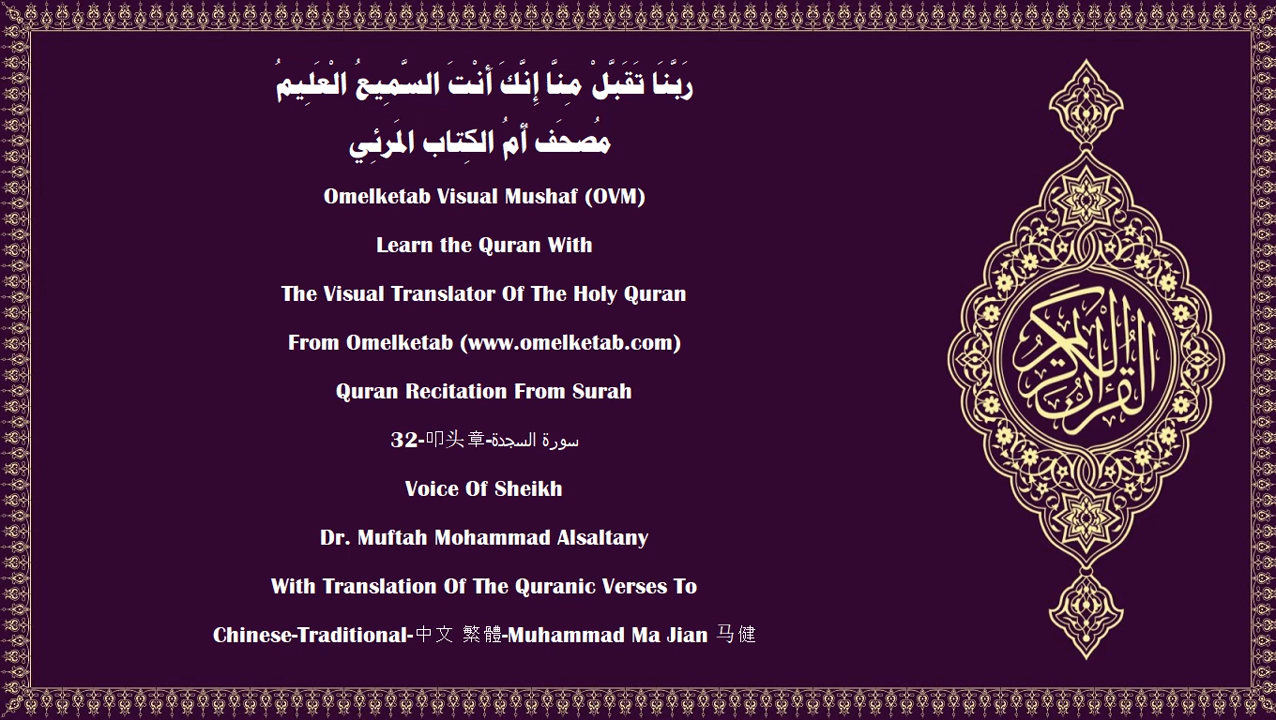 رَبَّنَا تَقَبَّلْ مِنَّا إِنَّكَ أَنْتَ السَّمِيعُ الْعَلِيمُ
مُصحَف أمُ الكِتاب المَرئِي
Omelketab Visual Mushaf (OVM)
Learn the Quran With
The Visual Translator Of The Holy Quran
From Omelketab (www.omelketab.com)
Quran Recitation From Surah
32-叩头章-سورة السجدة
Voice Of Sheikh
Dr. Muftah Mohammad Alsaltany
With Translation Of The Quranic Verses To
Chinese-Traditional-中文 繁體-Muhammad Ma Jian 马健
القرآن الكريم